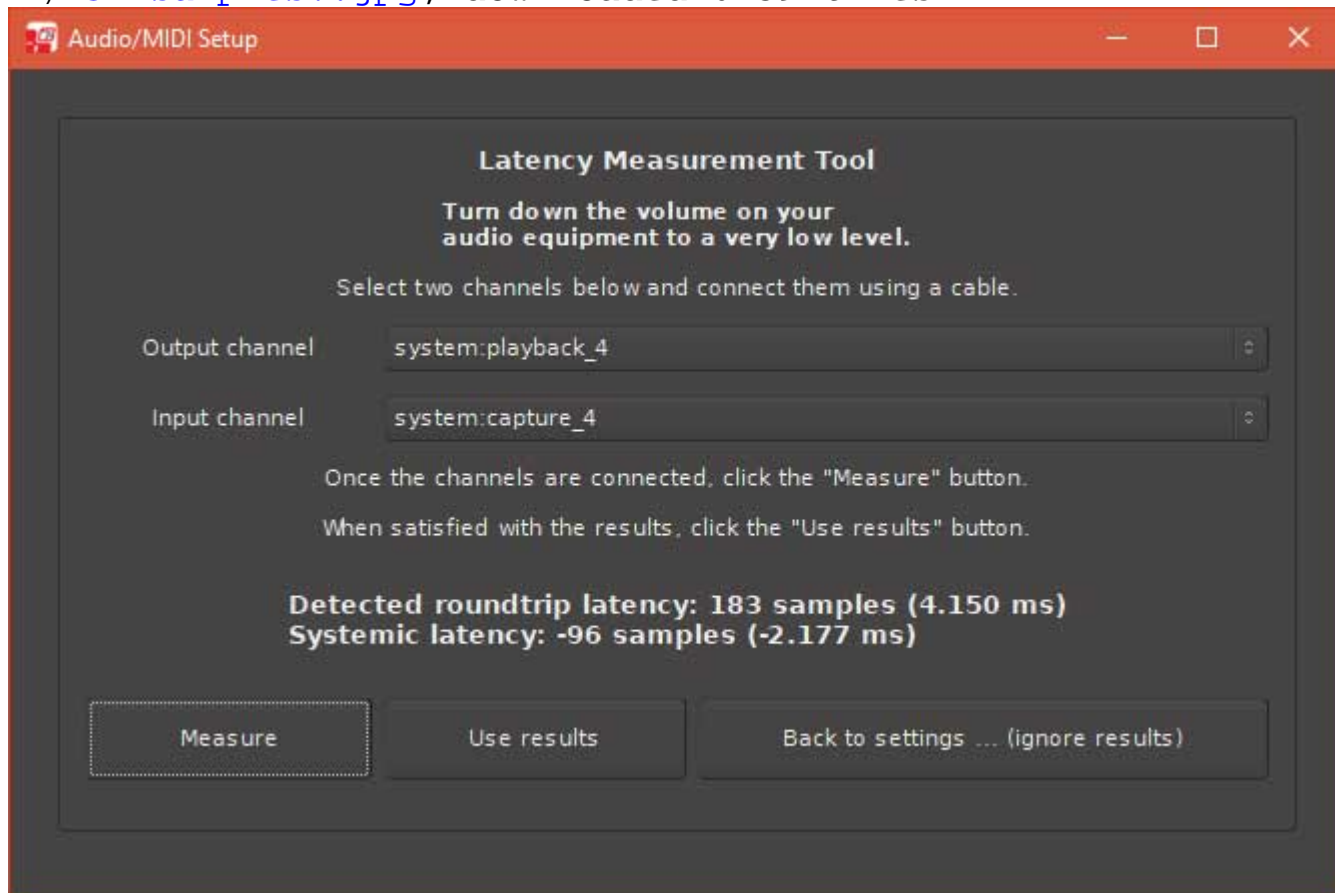 Audio/MIDI Setup
Latency Measurement Tool
Turn down the volume on your
audio equipment to a very low level.
Select two channels below and connect them using a cable.
Output channel system:playback_4
Input channel system:capture_4
Once the channels are connected, click the "Measure" button.
When satisfied with the results, click the "Use results" button.
Detected roundtrip latency: 183 samples (4.150 ms)
Systemic latency: -96 samples (-2.177 ms)
Measure Use results Back to settings ... (ignore results)